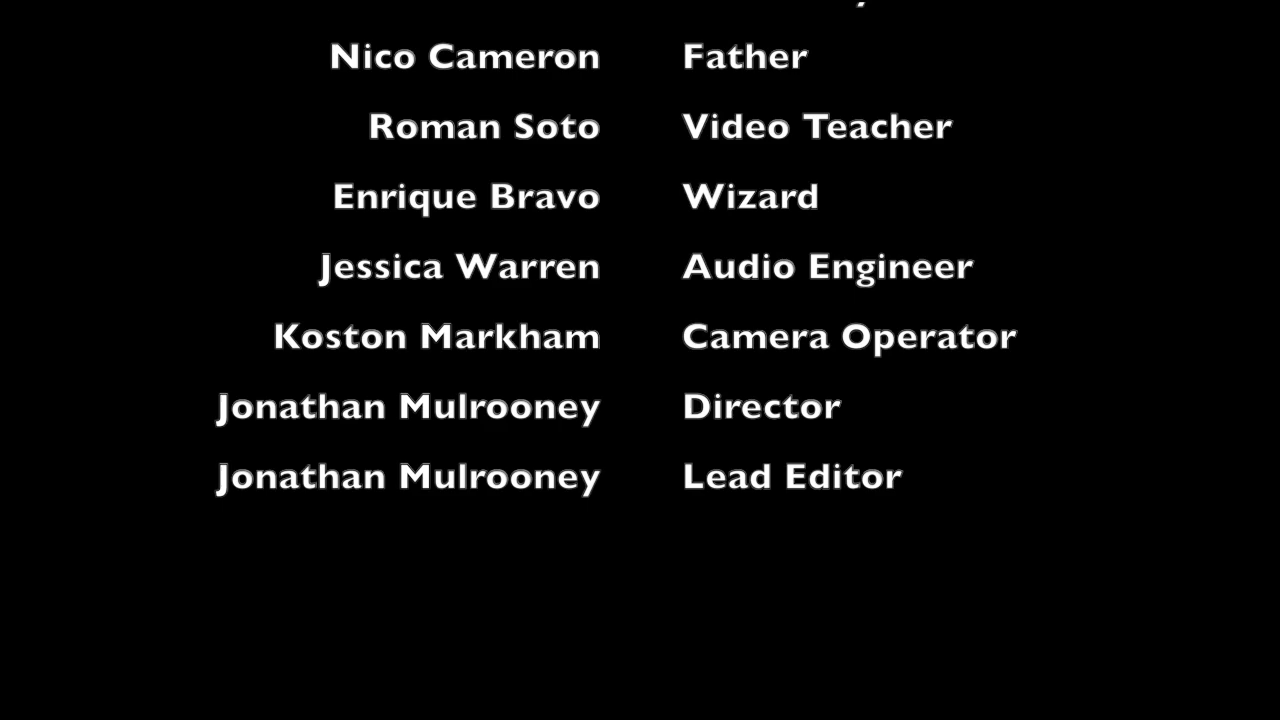 Nico Cameron Father
Roman Soto Video Teacher
Enrique Bravo Wizard
Jessica Warren Audio Engineer
Koston Markham Camera Operator
Jonathan Mulrooney Director
Jonathan Mulrooney Lead Editor